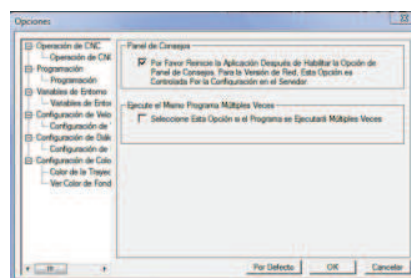 Opciones
Operación de CNC
Operación de CN
Programación
Programación
Variables de Entorno
Variables de Ento
Configuración de Velo
Configuración de
Configuración de Diál
Configuración de
Configuración de Colo
Color de la Trayec
Ver Color de Fond
Panel de Consejos
Por Favor Reinicie la Aplicación Después de Habilitar la Opción de
Panel de Consejos. Para la Versión de Red, Esta Opción es
Controlada Por la Configuración en el Servidor
Ejecute el Mismo Programa Múltiples Veces
Seleccione Esta Opción si el Programa se Ejecutará Múltiples Veces
Por Defecto
OK
Cancelar